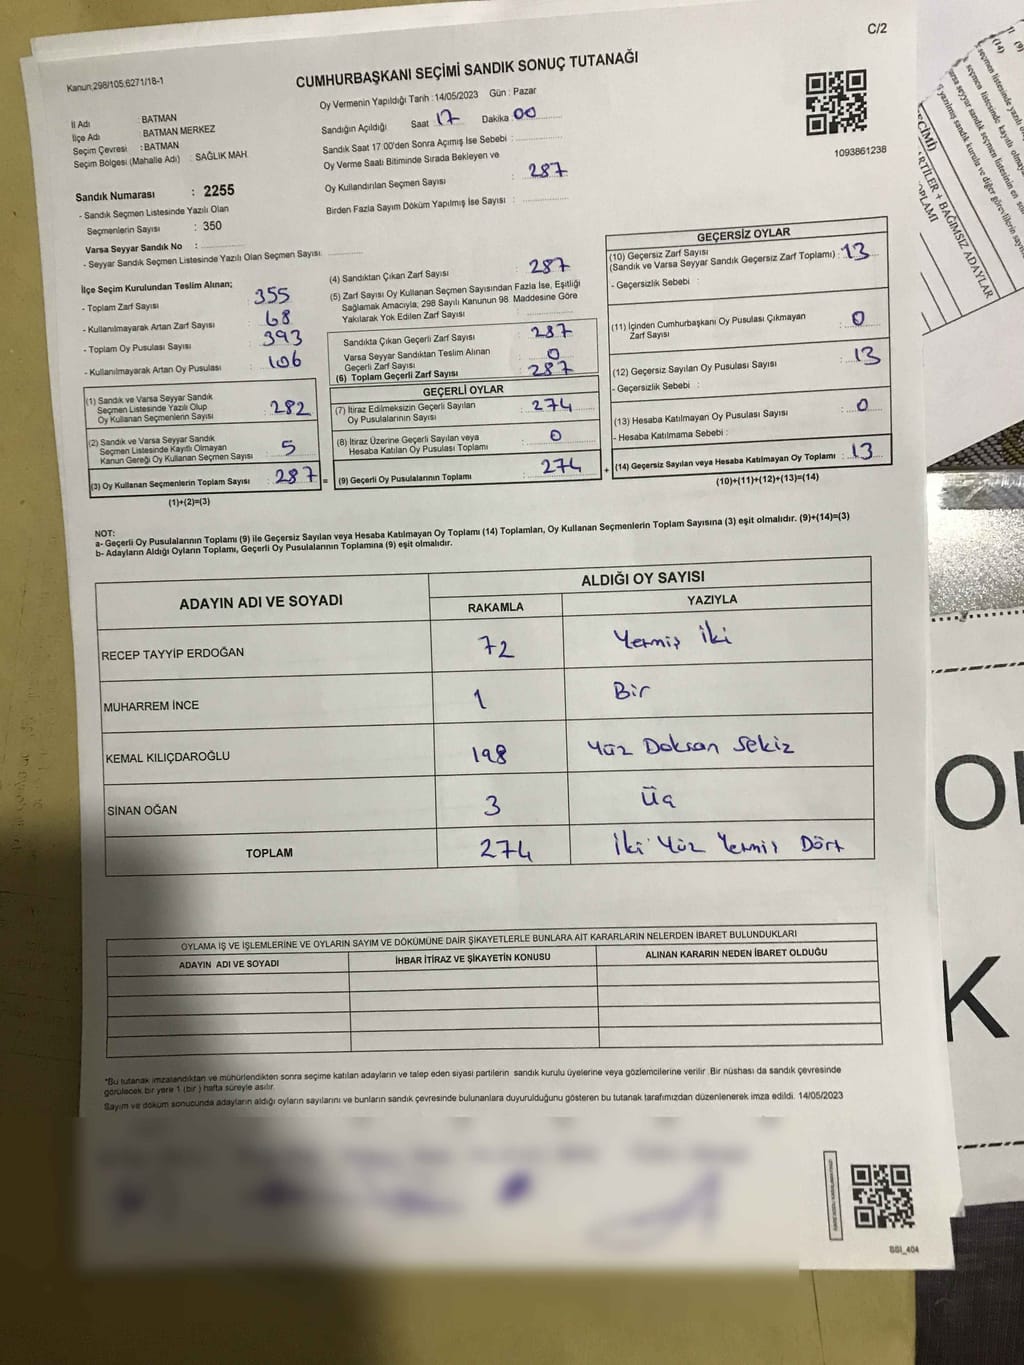 C/2
Kanun:298/105;6271/18-1
CUMHURBAŞKANI SEÇİMİ SANDIK SONUÇ TUTANAĞI
İl Adı : BATMAN
İlçe Adı : BATMAN MERKEZ
Seçim Çevresi : BATMAN
Seçim Bölgesi (Mahalle Adı) : SAĞLIK MAH.
Oy Vermenin Yapıldığı Tarih : 14/05/2023 Gün : Pazar
Sandığın Açıldığı Saat 17 Dakika 00
Sandık Saat 17:00'den Sonra Açımış İse Sebebi :
Oy Verme Saati Bitiminde Sırada Bekleyen ve
Oy Kullandırılan Seçmen Sayısı : 287
Birden Fazla Sayım Döküm Yapılmış İse Sayısı :
1093861238
Sandık Numarası : 2255
- Sandık Seçmen Listesinde Yazılı Olan
Seçmenlerin Sayısı : 350
Varsa Seyyar Sandık No :
- Seyyar Sandık Seçmen Listesinde Yazılı Olan Seçmen Sayısı:
İlçe Seçim Kurulundan Teslim Alınan;
- Toplam Zarf Sayısı : 355
- Kullanılmayarak Artan Zarf Sayısı : 68
- Toplam Oy Pusulası Sayısı : 393
- Kullanılmayarak Artan Oy Pusulası : 106
(1) Sandık ve Varsa Seyyar Sandık
Seçmen Listesinde Yazılı Olup
Oy Kullanan Seçmenlerin Sayısı : 282
(2) Sandık ve Varsa Seyyar Sandık
Seçmen Listesinde Kayıtlı Olmayan
Kanun Gereği Oy Kullanan Seçmen Sayısı : 5
(3) Oy Kullanan Seçmenlerin Toplam Sayısı : 287 =
(1)+(2)=(3)
(4) Sandıktan Çıkan Zarf Sayısı : 287
(5) Zarf Sayısı Oy Kullanan Seçmen Sayısından Fazla İse, Eşitliği
Sağlamak Amacıyla; 298 Sayılı Kanunun 98. Maddesine Göre
Yakılarak Yok Edilen Zarf Sayısı :
Sandıkta Çıkan Geçerli Zarf Sayısı : 287
Varsa Seyyar Sandıktan Teslim Alınan
Geçerli Zarf Sayısı : 0
(6) Toplam Geçerli Zarf Sayısı : 287
GEÇERLİ OYLAR
(7) İtiraz Edilmeksizin Geçerli Sayılan
Oy Pusulalarının Sayısı : 274
(8) İtiraz Üzerine Geçerli Sayılan veya
Hesaba Katılan Oy Pusulası Toplamı : 0
(9) Geçerli Oy Pusulalarının Toplamı : 274 +
GEÇERSİZ OYLAR
(10) Geçersiz Zarf Sayısı
(Sandık ve Varsa Seyyar Sandık Geçersiz Zarf Toplamı) : 13
- Geçersizlik Sebebi :
(11) İçinden Cumhurbaşkanı Oy Pusulası Çıkmayan
Zarf Sayısı : 0
(12) Geçersiz Sayılan Oy Pusulası Sayısı : 13
- Geçersizlik Sebebi :
(13) Hesaba Katılmayan Oy Pusulası Sayısı : 0
- Hesaba Katılmama Sebebi :
(14) Geçersiz Sayılan veya Hesaba Katılmayan Oy Toplamı : 13
(10)+(11)+(12)+(13)=(14)
NOT:
a- Geçerli Oy Pusulalarının Toplamı (9) ile Geçersiz Sayılan veya Hesaba Katılmayan Oy Toplamı (14) Toplamları, Oy Kullanan Seçmenlerin Toplam Sayısına (3) eşit olmalıdır. (9)+(14)=(3)
b- Adayların Aldığı Oyların Toplamı, Geçerli Oy Pusulalarının Toplamına (9) eşit olmalıdır.
ADAYIN ADI VE SOYADI ALDIĞI OY SAYISI
RAKAMLA YAZIYLA
RECEP TAYYİP ERDOĞAN 72 Yetmiş İki
MUHARREM İNCE 1 Bir
KEMAL KILIÇDAROĞLU 198 Yüz Doksan Sekiz
SİNAN OĞAN 3 Üç
TOPLAM 274 İki Yüz Yetmiş Dört
OYLAMA İŞ VE İŞLEMLERİNE VE OYLARIN SAYIM VE DÖKÜMÜNE DAİR ŞİKAYETLERLE BUNLARA AİT KARARLARIN NELERDEN İBARET BULUNDUKLARI
ADAYIN ADI VE SOYADI İHBAR İTİRAZ VE ŞİKAYETİN KONUSU ALINAN KARARIN NEDEN İBARET OLDUĞU
*Bu tutanak imzalandıktan ve mühürlendikten sonra seçime katılan adayların ve talep eden siyasi partilerin sandık kurulu üyelerine veya gözlemcilerine verilir. Bir nüshası da sandık çevresinde
görülecek bir yere 1 (bir) hafta süreyle asılır.
Sayım ve döküm sonucunda adayların aldığı oyların sayılarını ve bunların sandık çevresinde bulunanlara duyurulduğunu gösteren bu tutanak tarafımızdan düzenlenerek imza edildi. 14/05/2023
SSI_404
ARTİLER + BAĞIMSIZ ADAYLAR
K